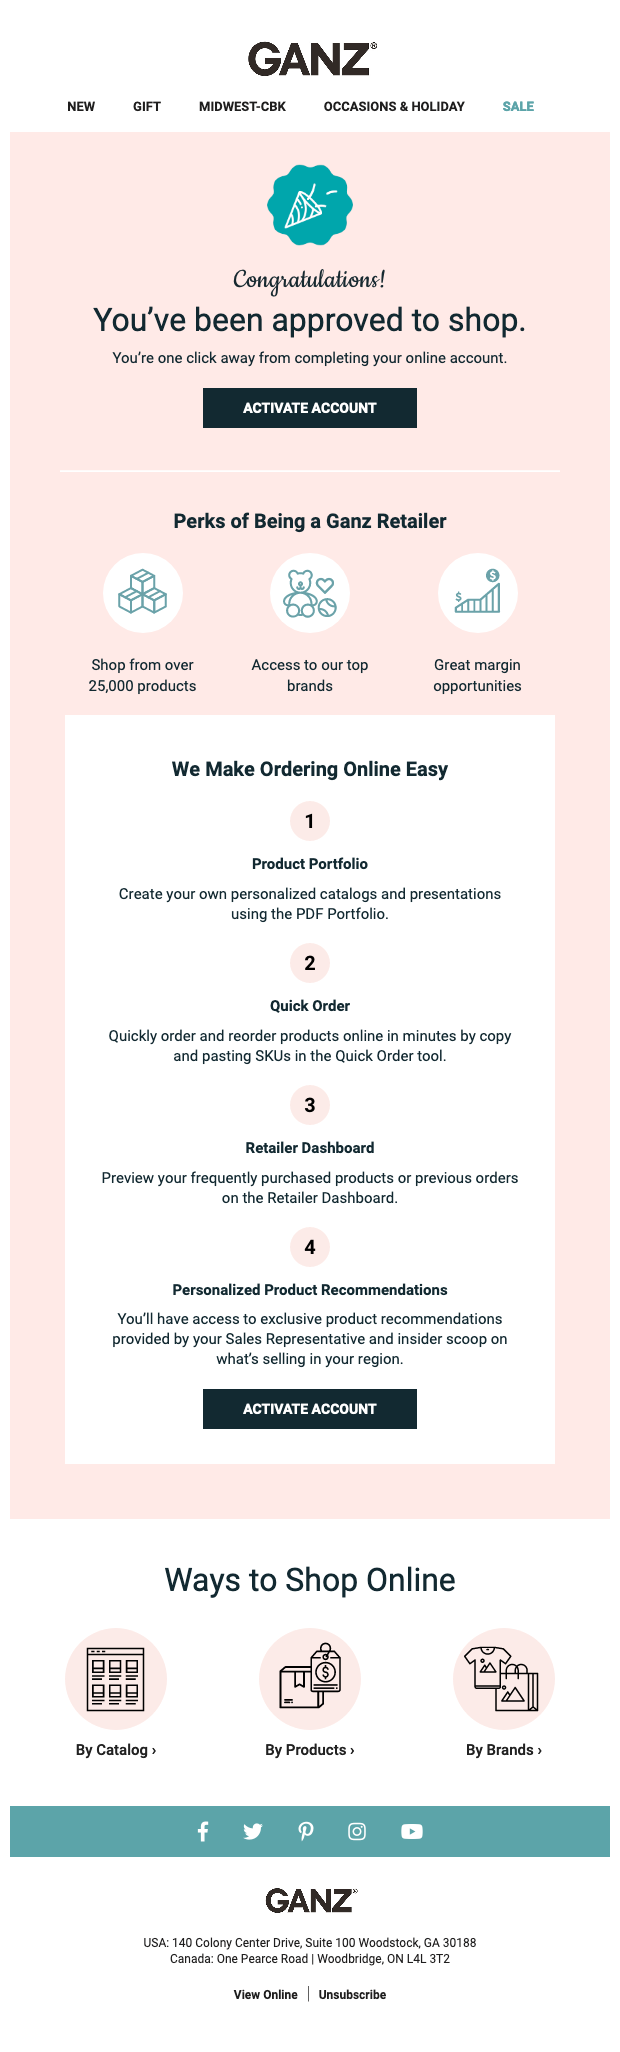 GANZ®
NEW GIFT MIDWEST-CBK OCCASIONS & HOLIDAY SALE
Congratulations!
You’ve been approved to shop.
You’re one click away from completing your online account.
ACTIVATE ACCOUNT
Perks of Being a Ganz Retailer
$ $
Shop from over
25,000 products
Access to our top
brands
Great margin
opportunities
We Make Ordering Online Easy
1
Product Portfolio
Create your own personalized catalogs and presentations
using the PDF Portfolio.
2
Quick Order
Quickly order and reorder products online in minutes by copy
and pasting SKUs in the Quick Order tool.
3
Retailer Dashboard
Preview your frequently purchased products or previous orders
on the Retailer Dashboard.
4
Personalized Product Recommendations
You’ll have access to exclusive product recommendations
provided by your Sales Representative and insider scoop on
what’s selling in your region.
ACTIVATE ACCOUNT
Ways to Shop Online
$
By Catalog ›
By Products ›
By Brands ›
GANZ®
USA: 140 Colony Center Drive, Suite 100 Woodstock, GA 30188
Canada: One Pearce Road | Woodbridge, ON L4L 3T2
View Online | Unsubscribe